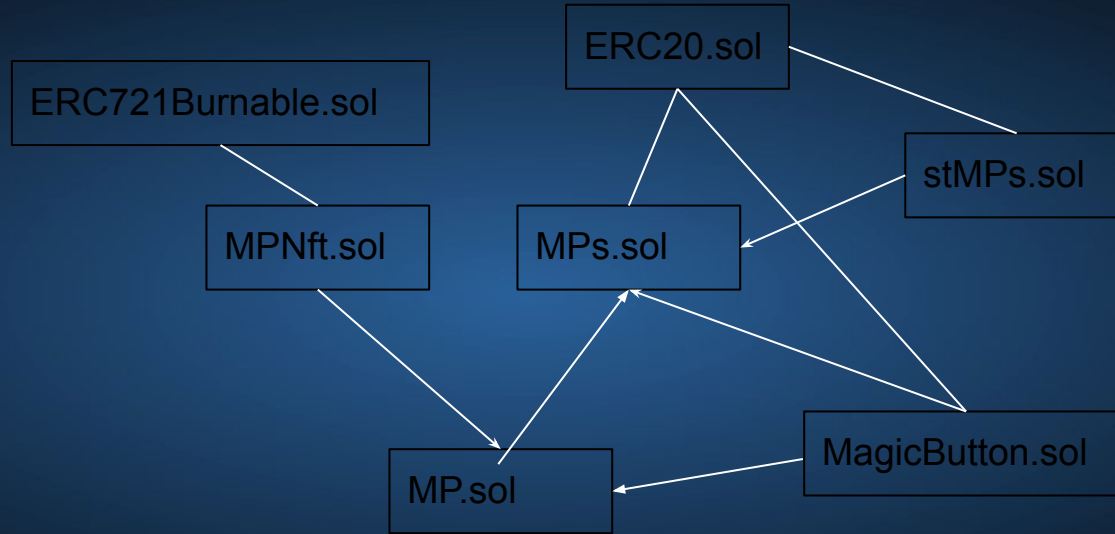 ERC20.sol
ERC721Burnable.sol
stMPs.sol
MPNft.sol
MPs.sol
MagicButton.sol
MP.sol